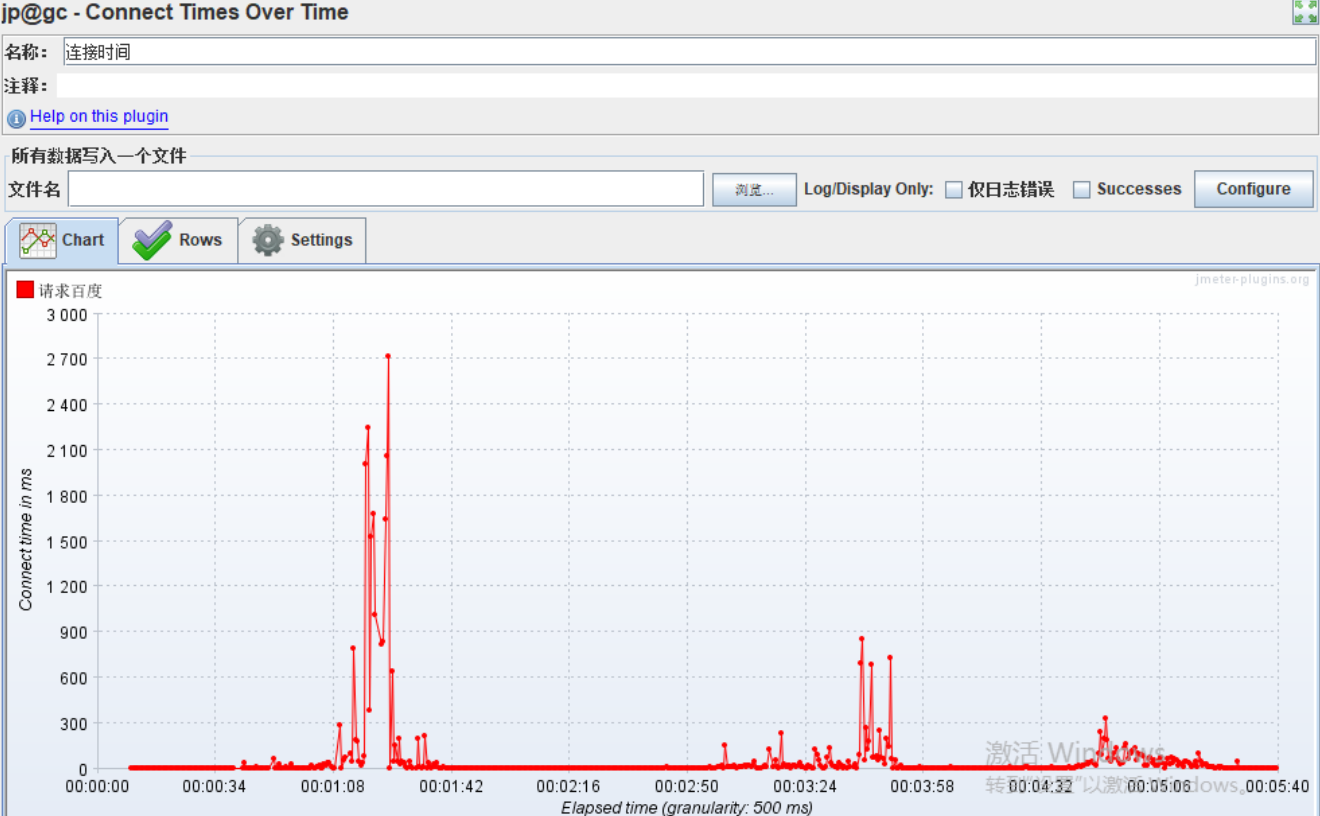 jp@gc - Connect Times Over Time
名称： 连接时间
注释：
Help on this plugin
所有数据写入一个文件
文件名 浏览... Log/Display Only: 仅日志错误 Successes Configure
Chart Rows Settings
jmeter-plugins.org
请求百度
3 000
2 700
2 400
2 100
1 800
1 500
1 200
900
600
300
0
Connect time in ms
00:00:00 00:00:34 00:01:08 00:01:42 00:02:16 00:02:50 00:03:24 00:03:58 00:04:32 00:05:06 00:05:40
Elapsed time (granularity: 500 ms)
激活 Windows
转到"设置"以激活 Windows。